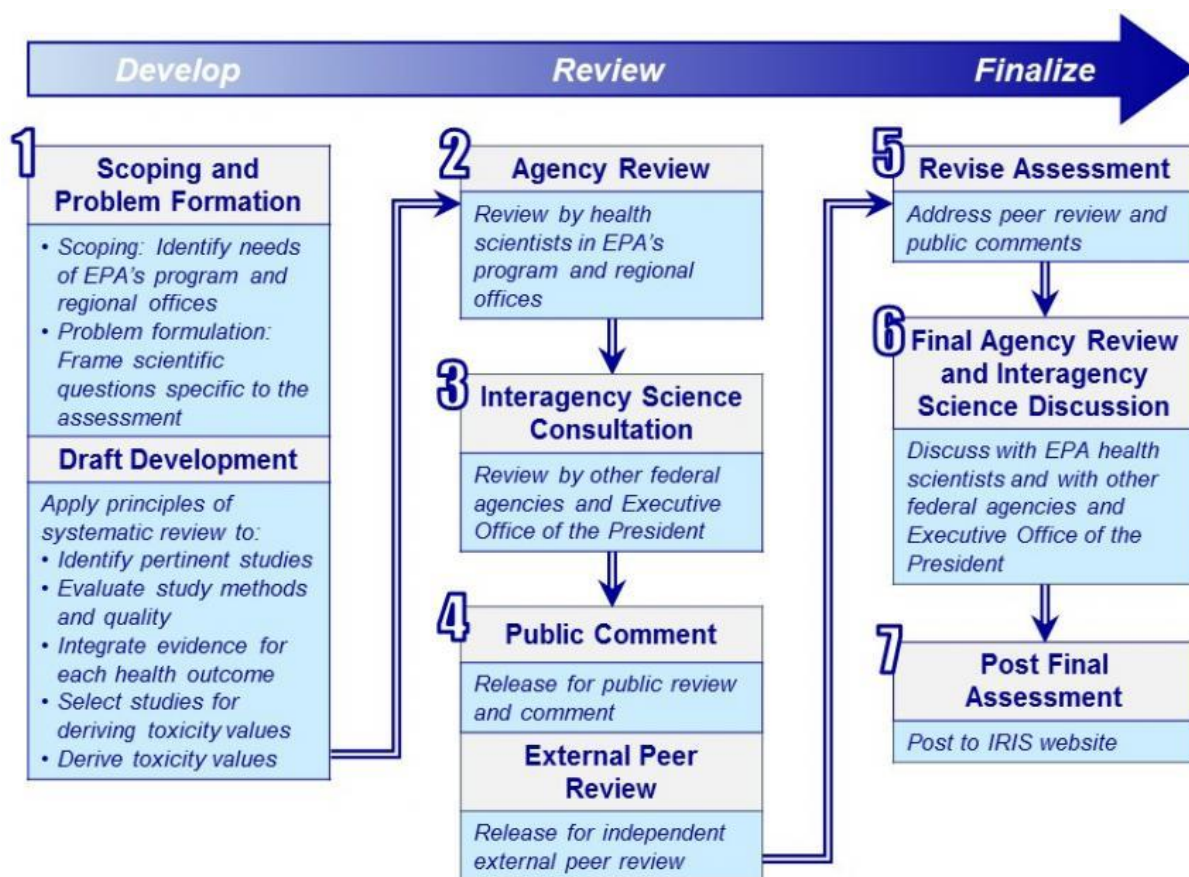 Develop
Review
Finalize
1
Scoping and
Problem Formation
• Scoping: Identify needs
of EPA's program and
regional offices
• Problem formulation:
Frame scientific
questions specific to the
assessment
Draft Development
Apply principles of
systematic review to:
• Identify pertinent studies
• Evaluate study methods
and quality
• Integrate evidence for
each health outcome
• Select studies for
deriving toxicity values
• Derive toxicity values
2
Agency Review
Review by health
scientists in EPA's
program and regional
offices
3
Interagency Science
Consultation
Review by other federal
agencies and Executive
Office of the President
4
Public Comment
Release for public review
and comment
External Peer
Review
Release for independent
external peer review
5
Revise Assessment
Address peer review and
public comments
6
Final Agency Review
and Interagency
Science Discussion
Discuss with EPA health
scientists and with other
federal agencies and
Executive Office of the
President
7
Post Final
Assessment
Post to IRIS website